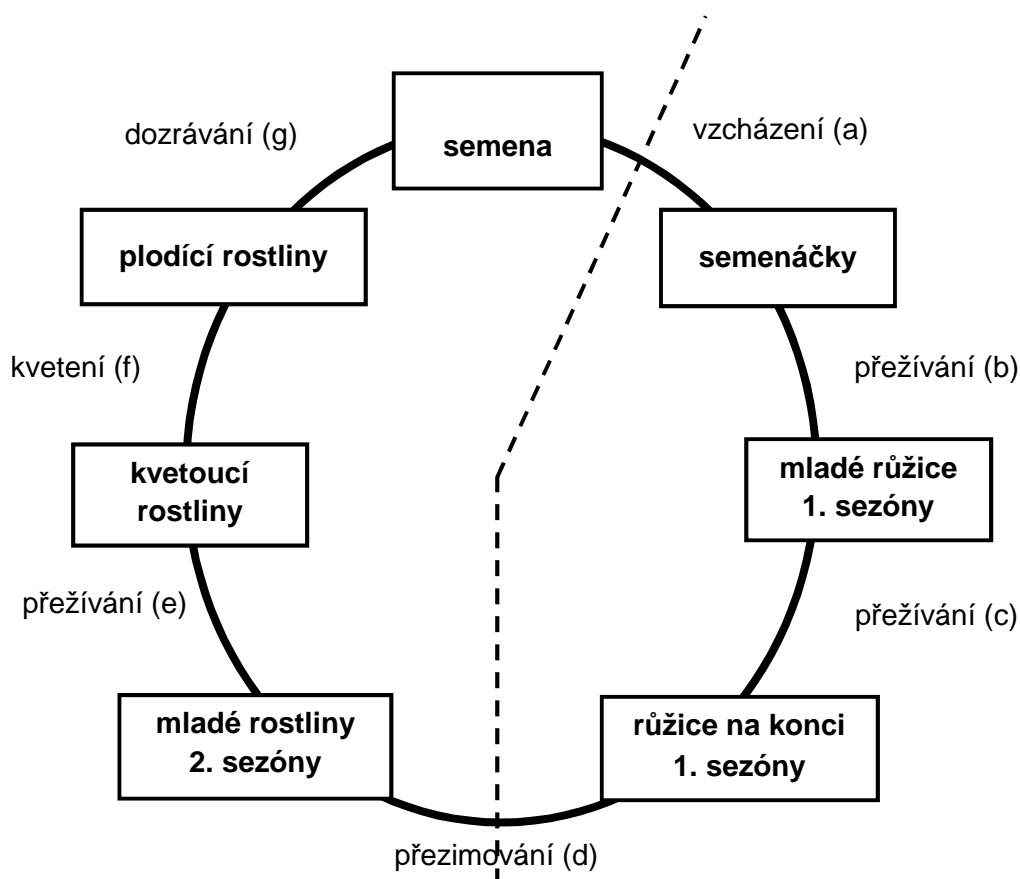 dozrávání (g)
semena
vzcházení (a)
plodící rostliny
semenáčky
kvetení (f)
přežívání (b)
kvetoucí
rostliny
mladé růžice
1. sezóny
přežívání (e)
přežívání (c)
mladé rostliny
2. sezóny
růžice na konci
1. sezóny
přezimování (d)